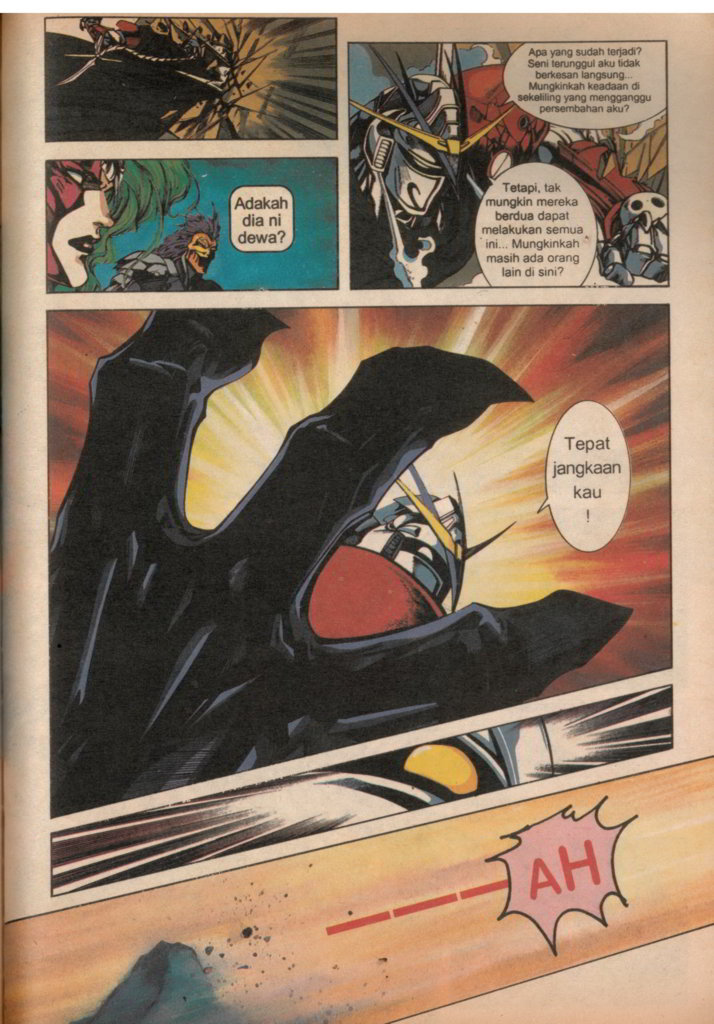 Apa yang sudah terjadi?
Seni terunggul aku tidak
berkesan langsung...
Mungkinkah keadaan di
sekeliling yang mengganggu
persembahan aku?
Tetapi, tak
mungkin mereka
berdua dapat
melakukan semua
ini... Mungkinkah
masih ada orang
lain di sini?
Adakah
dia ni
dewa?
Tepat
jangkaan
kau
!
AH